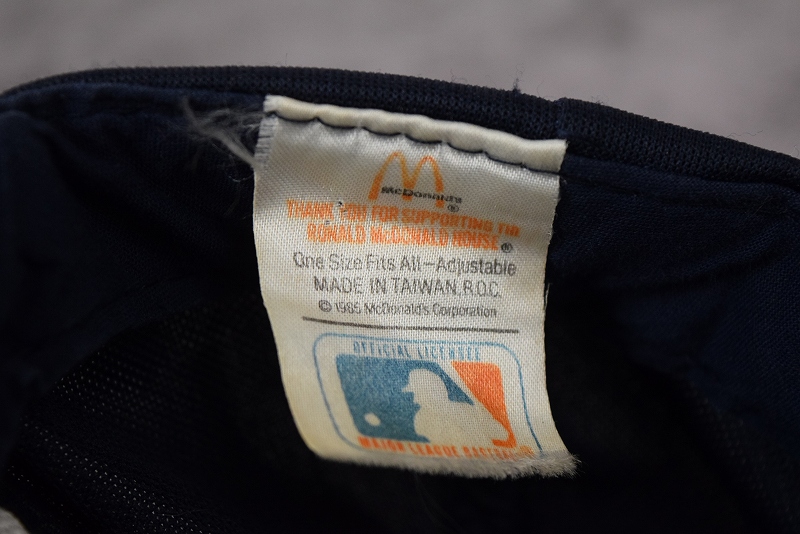 McDonald's®
THANK YOU FOR SUPPORTING THE
RONALD McDONALD HOUSE®
One Size Fits All-Adjustable
MADE IN TAIWAN, R.O.C.
© 1985 McDonald's Corporation
OFFICIAL LICENSEE
MAJOR LEAGUE BASEBALL®